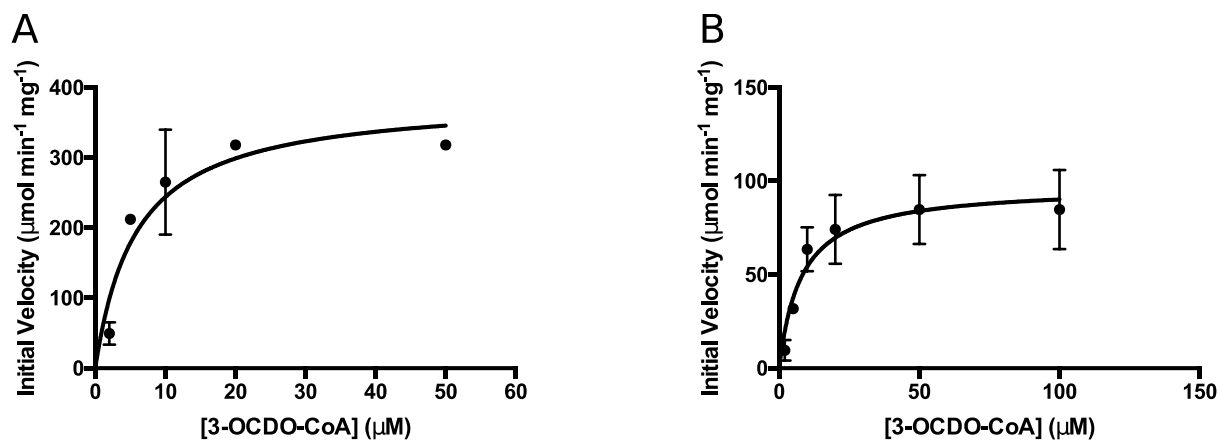 A
Initial Velocity (μmol min⁻¹ mg⁻¹)
400
300
200
100
0
0 10 20 30 40 50 60
[3-OCDO-CoA] (μM)
B
Initial Velocity (μmol min⁻¹ mg⁻¹)
150
100
50
0
0 50 100 150
[3-OCDO-CoA] (μM)